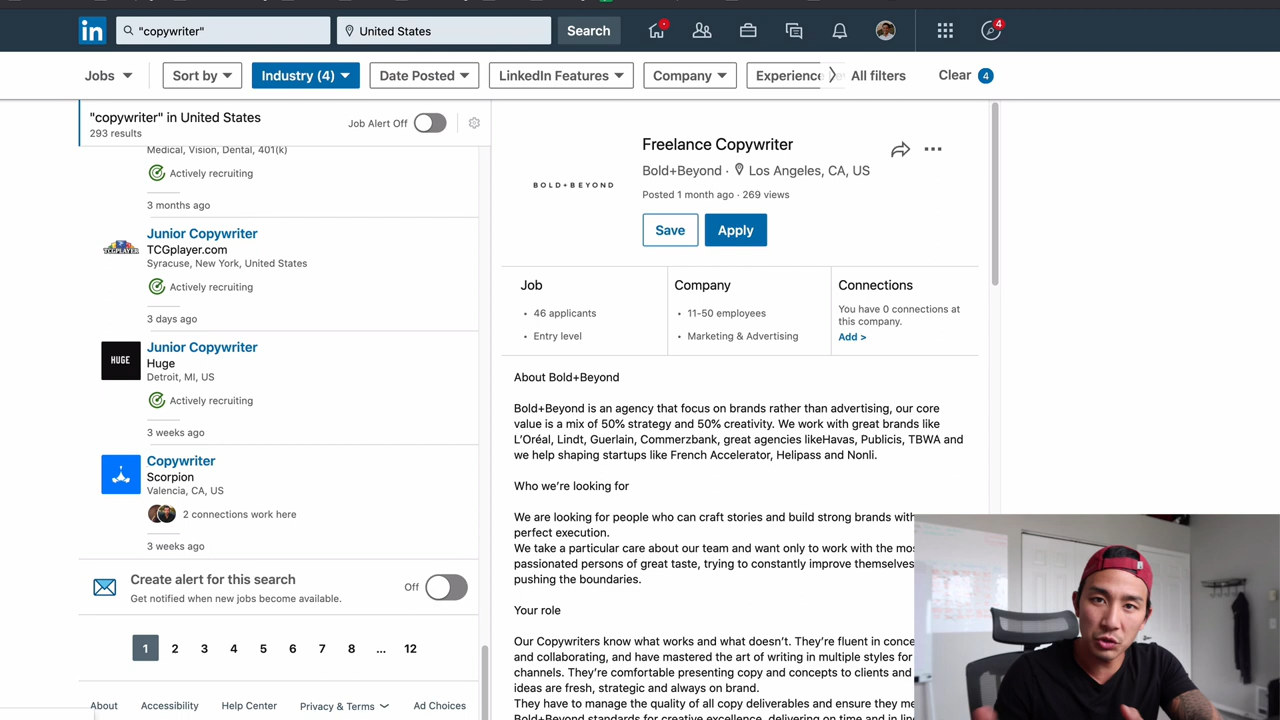 in
"copywriter"
United States
Search
4
Jobs
Sort by
Industry (4)
Date Posted
LinkedIn Features
Company
Experience
All filters
Clear 4
"copywriter" in United States
293 results
Job Alert Off
Medical, Vision, Dental, 401(k)
Actively recruiting
3 months ago
TCGPLAYER
Junior Copywriter
TCGplayer.com
Syracuse, New York, United States
Actively recruiting
3 days ago
HUGE
Junior Copywriter
Huge
Detroit, MI, US
Actively recruiting
3 weeks ago
Copywriter
Scorpion
Valencia, CA, US
2 connections work here
3 weeks ago
Create alert for this search
Get notified when new jobs become available.
Off
1 2 3 4 5 6 7 8 ... 12
About Accessibility Help Center Privacy & Terms Ad Choices
BOLD+BEYOND
Freelance Copywriter
Bold+Beyond · Los Angeles, CA, US
Posted 1 month ago · 269 views
Save
Apply
Job
• 46 applicants
• Entry level
Company
• 11-50 employees
• Marketing & Advertising
Connections
You have 0 connections at
this company.
Add >
About Bold+Beyond
Bold+Beyond is an agency that focus on brands rather than advertising, our core
value is a mix of 50% strategy and 50% creativity. We work with great brands like
L'Oréal, Lindt, Guerlain, Commerzbank, great agencies likeHavas, Publicis, TBWA and
we help shaping startups like French Accelerator, Helipass and Nonli.
Who we're looking for
We are looking for people who can craft stories and build strong brands with
perfect execution.
We take a particular care about our team and want only to work with the mos
passionated persons of great taste, trying to constantly improve themselves
pushing the boundaries.
Your role
Our Copywriters know what works and what doesn't. They're fluent in conce
and collaborating, and have mastered the art of writing in multiple styles for
channels. They're comfortable presenting copy and concepts to clients and
ideas are fresh, strategic and always on brand.
They have to manage the quality of all copy deliverables and ensure they me
Bold+Beyond standards for creative excellence, delivering on time and in line